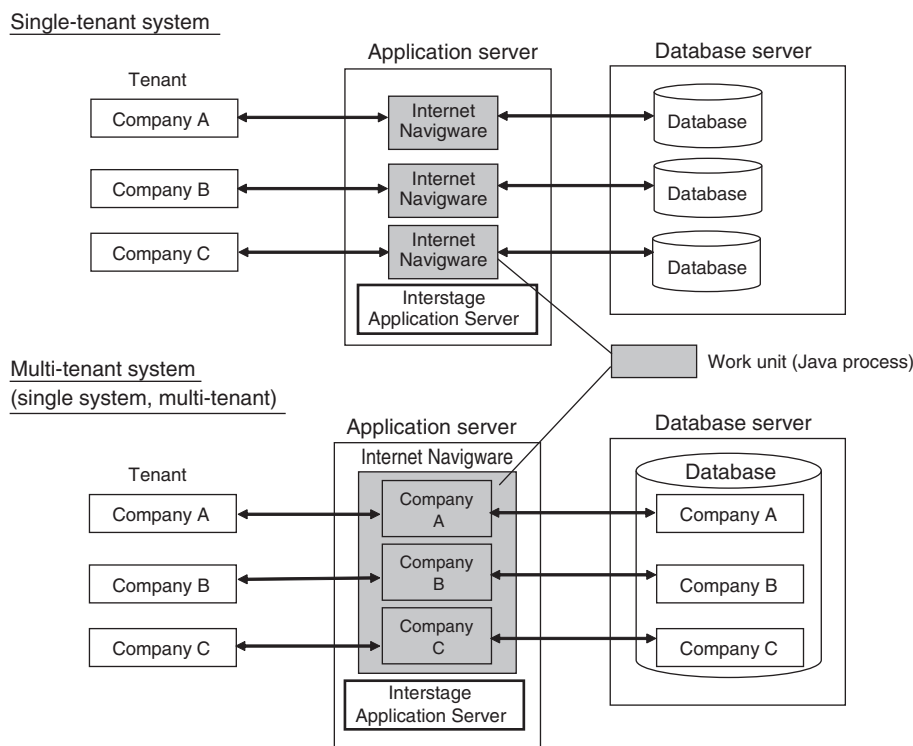 Single-tenant system
Application server
Database server
Tenant
Company A
Internet
Navigware
Database
Company B
Internet
Navigware
Database
Company C
Internet
Navigware
Database
Interstage
Application Server
Work unit (Java process)
Multi-tenant system
(single system, multi-tenant)
Application server
Database server
Internet Navigware
Database
Tenant
Company A
Company
A
Company A
Company B
Company
B
Company B
Company C
Company
C
Company C
Interstage
Application Server